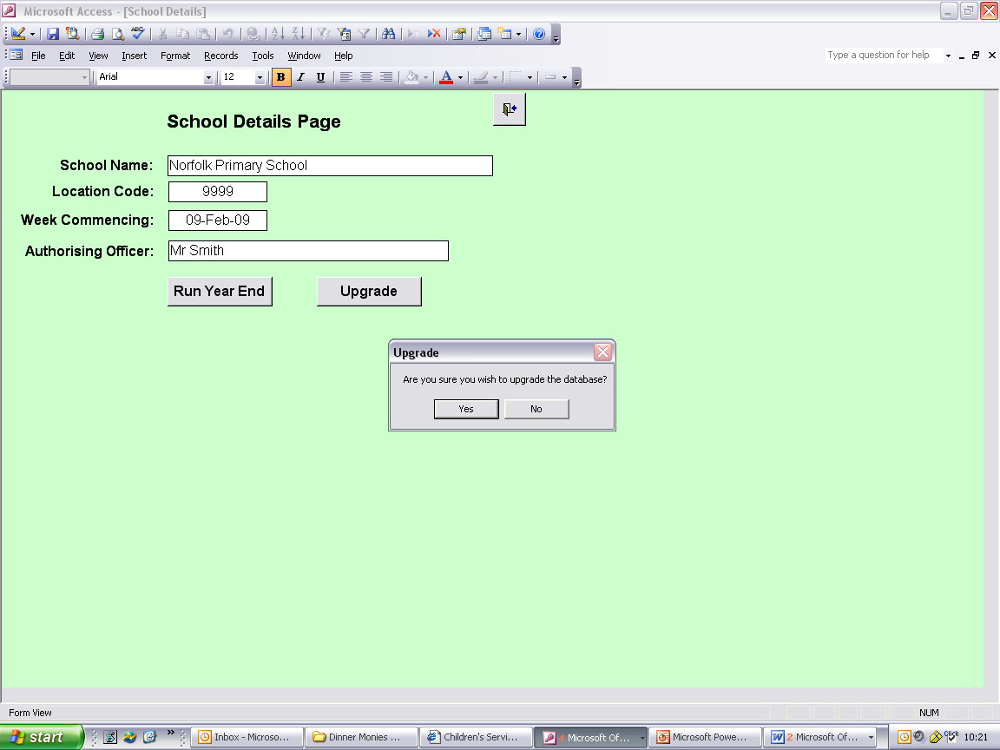 Microsoft Access - [School Details]
File Edit View Insert Format Records Tools Window Help Type a question for help
Arial 12 B I U A
School Details Page
School Name: Norfolk Primary School
Location Code: 9999
Week Commencing: 09-Feb-09
Authorising Officer: Mr Smith
Run Year End Upgrade
Upgrade
Are you sure you wish to upgrade the database?
Yes No
Form View NUM
start Inbox - Microso... Dinner Monies ... Children's Servi... 4 Microsoft Of... Microsoft Powe... 2 Microsoft Of... 10:21